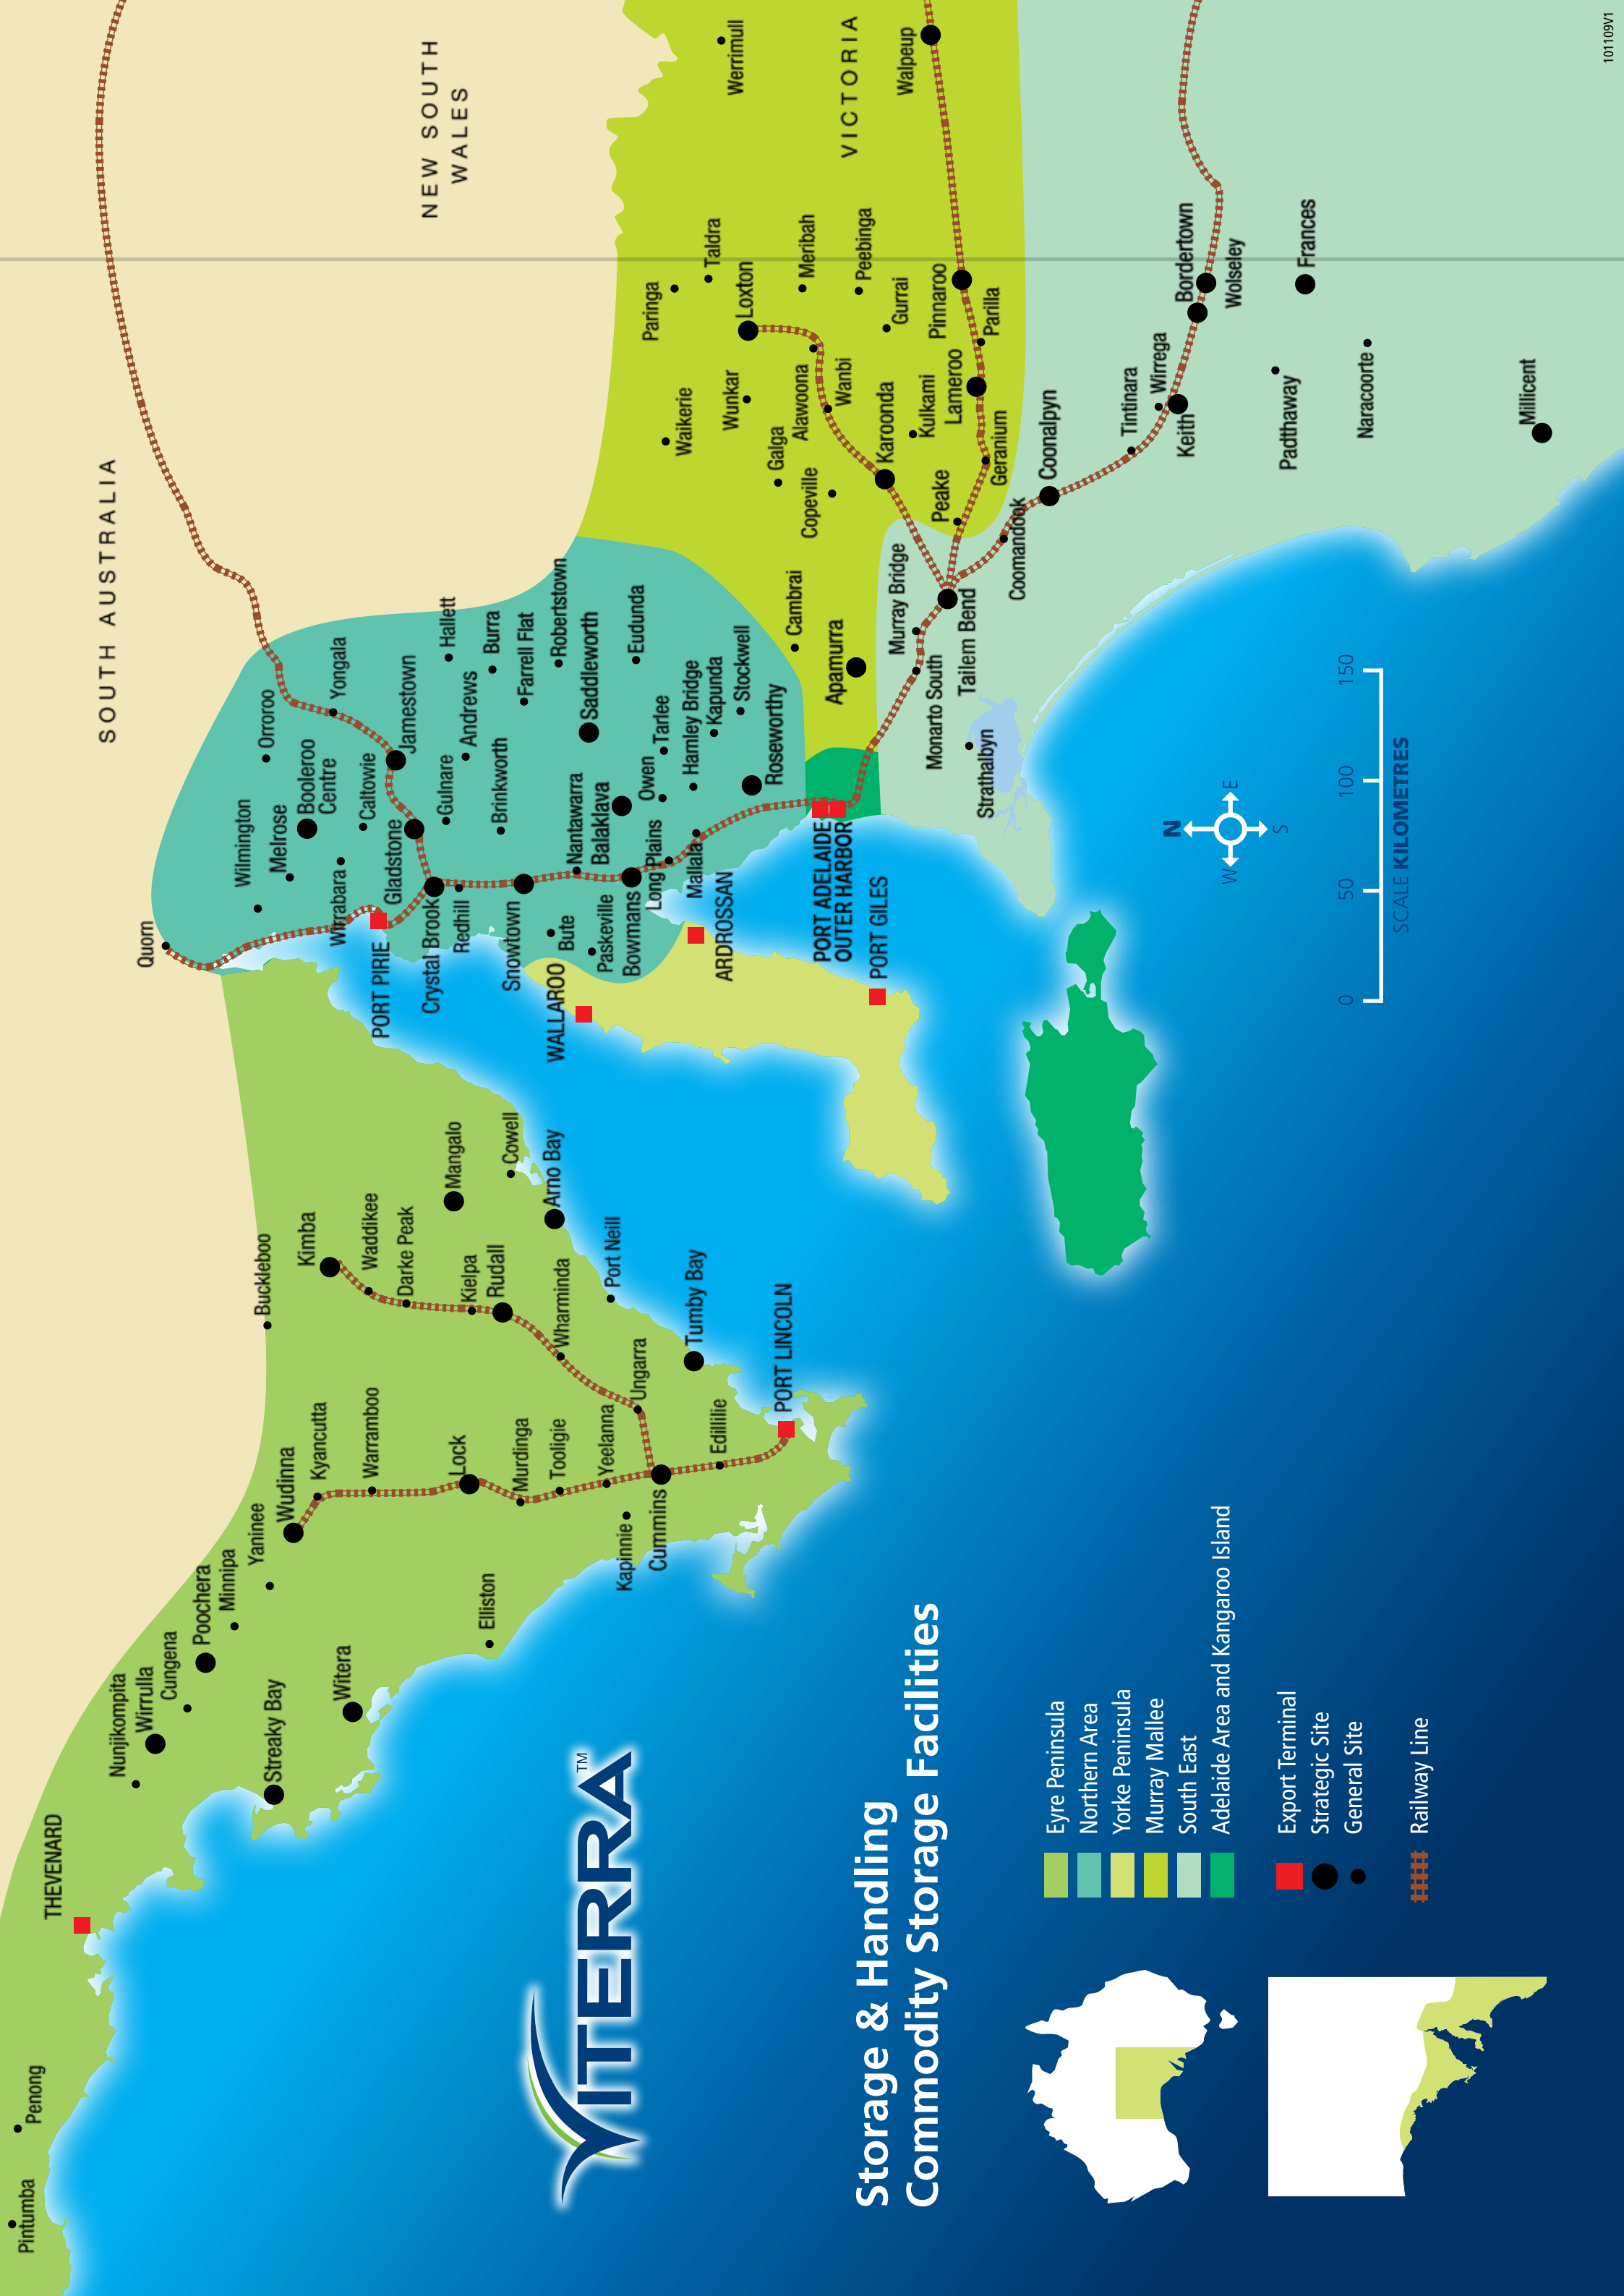 SOUTH AUSTRALIA
NEW SOUTH
WALES
VICTORIA
Pintumba
Penong
THEVENARD
Nunjikompita
Wirrulla
Cungena
Poochera
Minnipa
Yaninee
Wudinna
Kyancutta
Warramboo
Streaky Bay
Witera
Elliston
Lock
Murdinga
Tooligie
Yeelanna
Kapinnie
Cummins
Ungarra
Edillilie
PORT LINCOLN
Tumby Bay
Port Neill
Wharminda
Rudall
Kielpa
Darke Peak
Waddikee
Kimba
Buckleboo
Mangalo
Cowell
Arno Bay
Quorn
Wilmington
Melrose
Booleroo
Centre
Orroroo
Yongala
Wirrabara
Caltowie
Jamestown
Gladstone
PORT PIRIE
Crystal Brook
Redhill
Gulnare
Andrews
Hallett
Burra
Brinkworth
Farrell Flat
Robertstown
Snowtown
Bute
Nantawarra
Saddleworth
Balaklava
Paskeville
Bowmans
Long Plains
Owen
Tarlee
Eudunda
Mallala
Hamley Bridge
Kapunda
Stockwell
Roseworthy
WALLAROO
ARDROSSAN
PORT ADELAIDE
OUTER HARBOR
PORT GILES
Paringa
Taldra
Werrimull
Loxton
Waikerie
Wunkar
Meribah
Galga
Alawoona
Peebinga
Wanbi
Copeville
Gurrai
Karoonda
Kulkami
Walpeup
Pinnaroo
Parilla
Lameroo
Geranium
Peake
Cambrai
Apamurra
Murray Bridge
Monarto South
Tailem Bend
Strathalbyn
Coomandook
Coonalpyn
Tintinara
Wirrega
Keith
Bordertown
Wolseley
Frances
Padthaway
Naracoorte
Millicent
VITERRA™
Storage & Handling
Commodity Storage Facilities
Eyre Peninsula
Northern Area
Yorke Peninsula
Murray Mallee
South East
Adelaide Area and Kangaroo Island
Export Terminal
Strategic Site
General Site
Railway Line
N
W E
S
0 50 100 150
SCALE KILOMETRES
101109V1